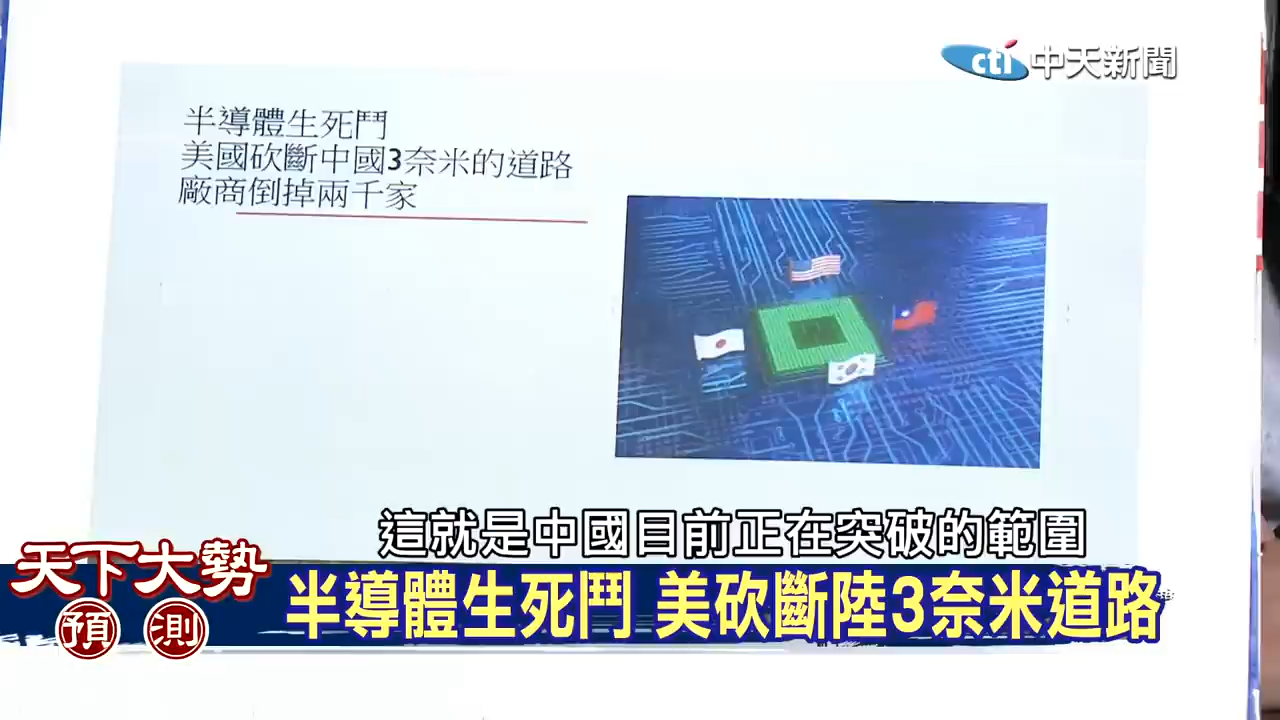 cti 中天新聞
半導體生死鬥
美國砍斷中國3奈米的道路
廠商倒掉兩千家
這就是中國目前正在突破的範圍
天下大勢
預測
半導體生死鬥 美砍斷陸3奈米道路